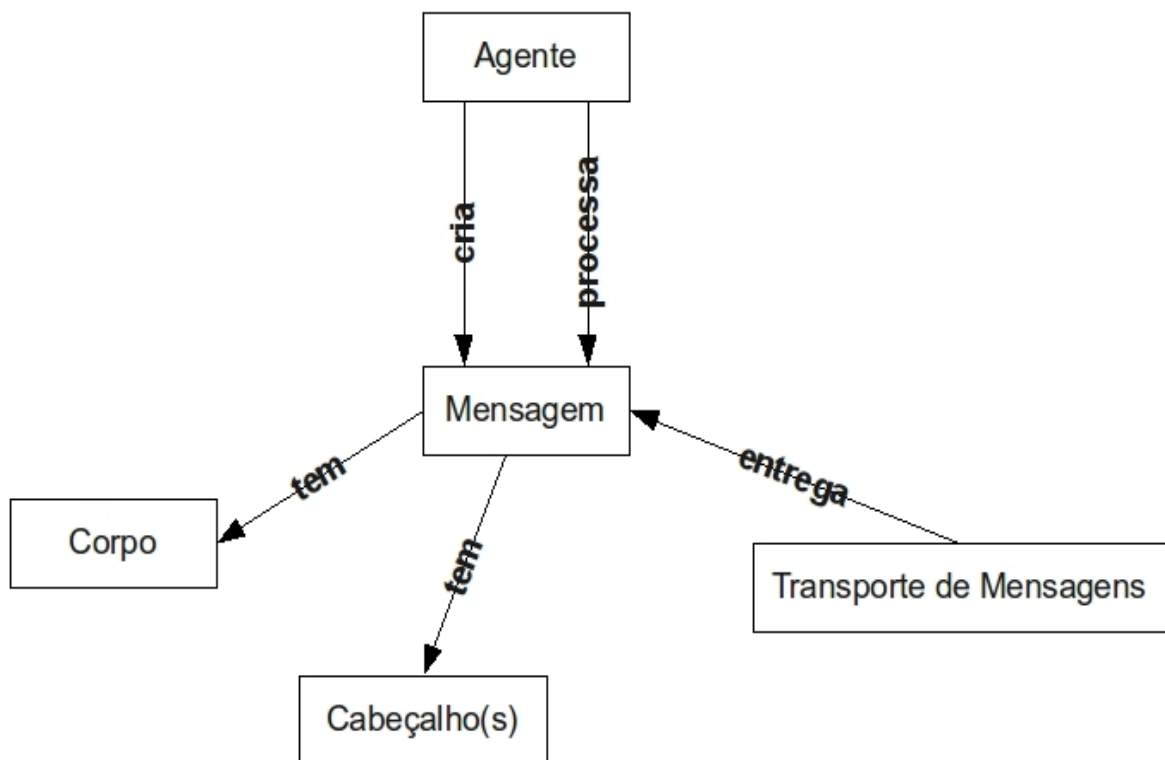 Agente
cria
processa
Mensagem
tem
entrega
Corpo
tem
Transporte de Mensagens
Cabeçalho(s)